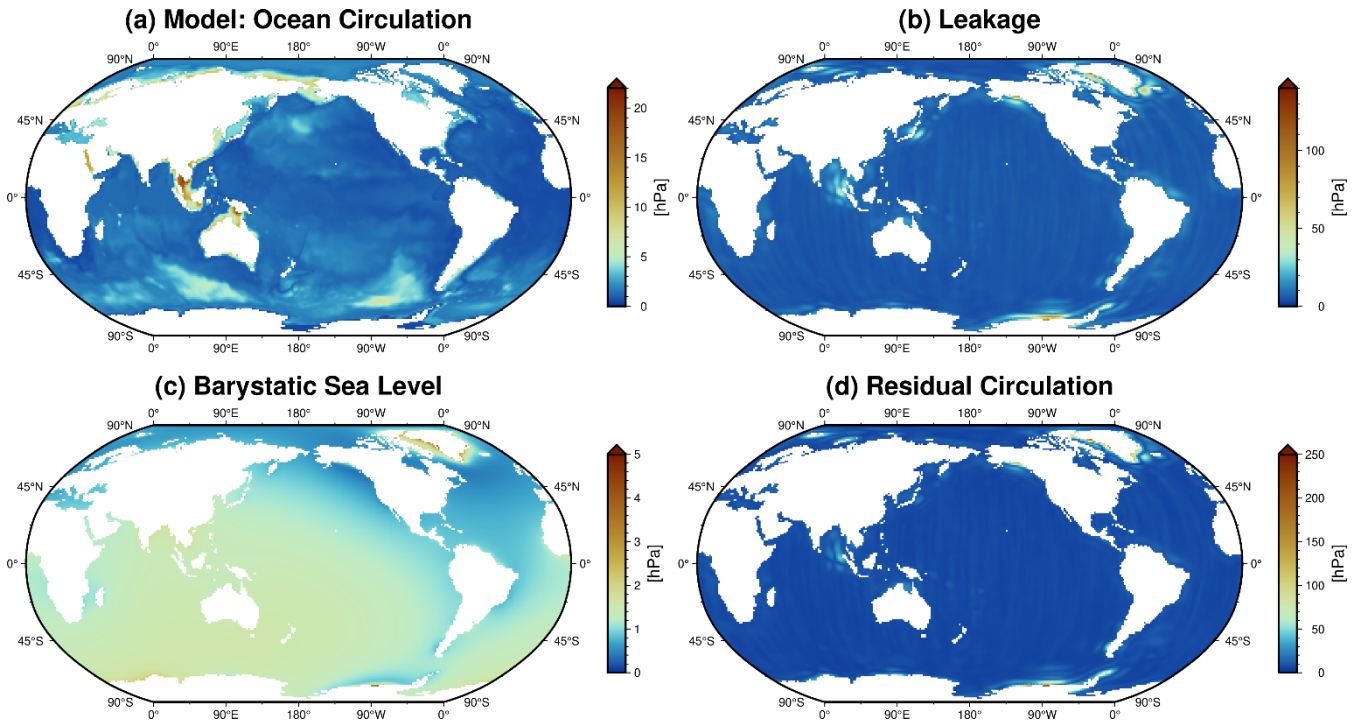 (a) Model: Ocean Circulation
0° 90°E 180° 90°W 0°
90°N 90°N
45°N 45°N
0° 0°
45°S 45°S
90°S 90°S
0° 90°E 180° 90°W 0°
20
15
10
5
0
[hPa]
(b) Leakage
0° 90°E 180° 90°W 0°
90°N 90°N
45°N 45°N
0° 0°
45°S 45°S
90°S 90°S
0° 90°E 180° 90°W 0°
100
50
0
[hPa]
(c) Barystatic Sea Level
0° 90°E 180° 90°W 0°
90°N 90°N
45°N 45°N
0° 0°
45°S 45°S
90°S 90°S
0° 90°E 180° 90°W 0°
5
4
3
2
1
0
[hPa]
(d) Residual Circulation
0° 90°E 180° 90°W 0°
90°N 90°N
45°N 45°N
0° 0°
45°S 45°S
90°S 90°S
0° 90°E 180° 90°W 0°
250
200
150
100
50
0
[hPa]